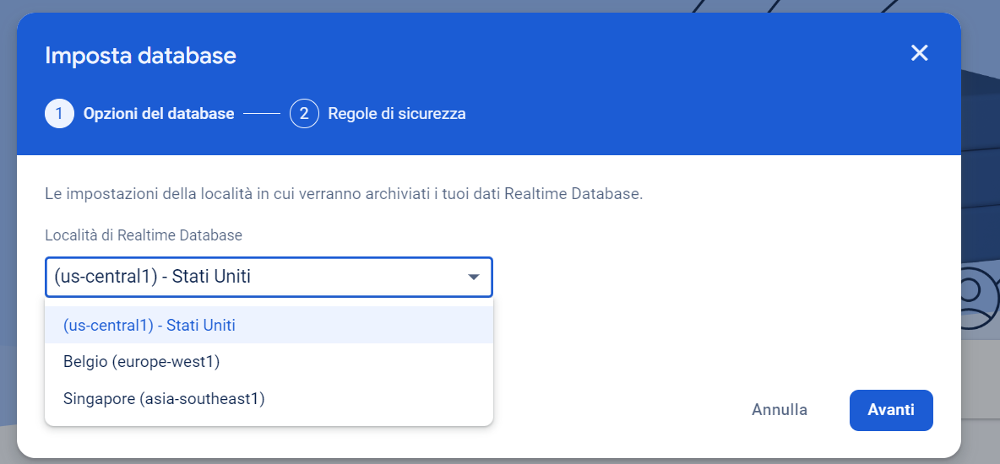 Imposta database
1 Opzioni del database 2 Regole di sicurezza
Le impostazioni della località in cui verranno archiviati i tuoi dati Realtime Database.
Località di Realtime Database
(us-central1) - Stati Uniti
(us-central1) - Stati Uniti
Belgio (europe-west1)
Singapore (asia-southeast1)
Annulla Avanti